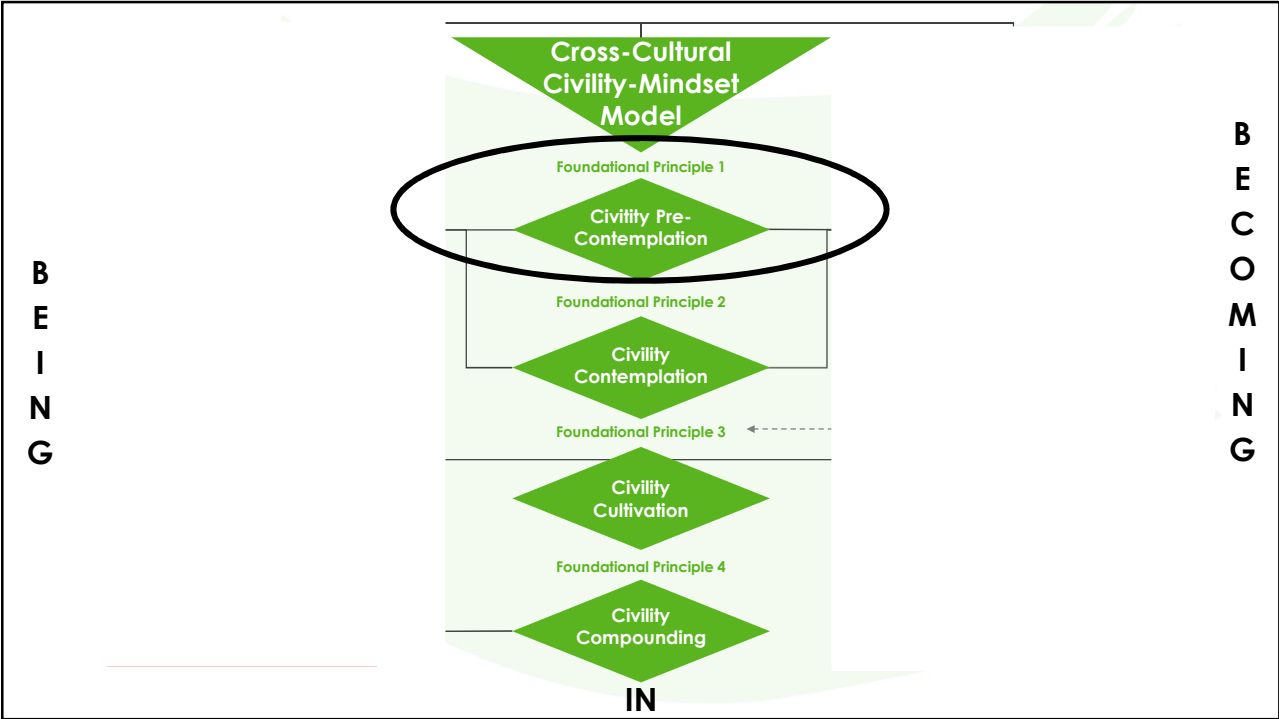 Cross-Cultural
Civility-Mindset
Model
Foundational Principle 1
Civitity Pre-
Contemplation
Foundational Principle 2
Civility
Contemplation
Foundational Principle 3
Civility
Cultivation
Foundational Principle 4
Civility
Compounding
IN
B
E
I
N
G
B
E
C
O
M
I
N
G